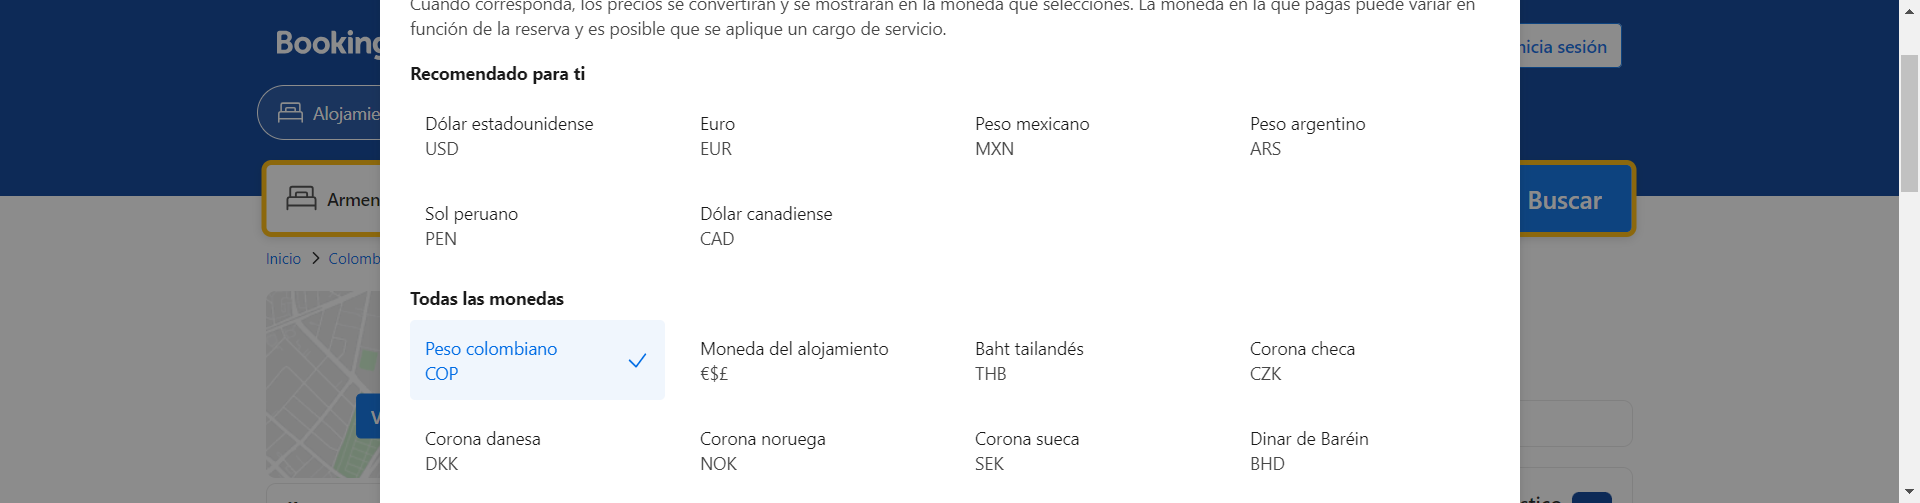 Cuando corresponda, los precios se convertirán y se mostrarán en la moneda que selecciones. La moneda en la que pagas puede variar en
función de la reserva y es posible que se aplique un cargo de servicio.
Booking
nicia sesión
Recomendado para ti
Alojamie
Dólar estadounidense
USD
Euro
EUR
Peso mexicano
MXN
Peso argentino
ARS
Armen
Buscar
Sol peruano
PEN
Dólar canadiense
CAD
Inicio > Colomb
Todas las monedas
Peso colombiano
COP
Moneda del alojamiento
€$£
Baht tailandés
THB
Corona checa
CZK
V
Corona danesa
DKK
Corona noruega
NOK
Corona sueca
SEK
Dinar de Baréin
BHD